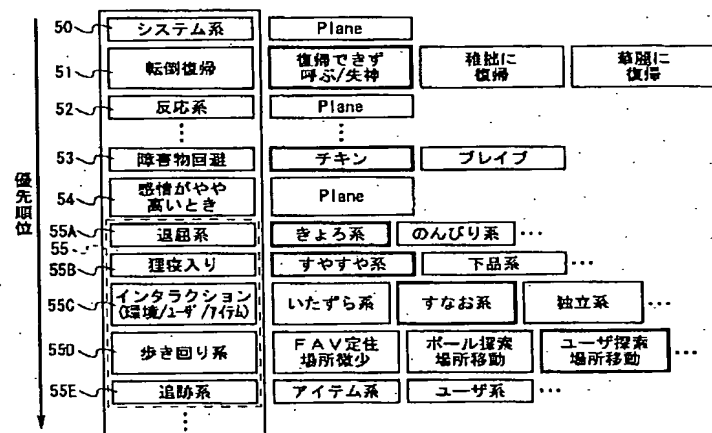 50 システム系 Plane
51 転倒復帰 復帰できず 稚拙に 華麗に
呼ぶ/失神 復帰 復帰
52 反応系 Plane
53 障害物回避 チキン ブレイブ
優先順位
54 感情がやや Plane
高いとき
55A 退屈系 きょろ系 のんびり系 …
55
55B 狸寝入り すやすや系 下品系 …
55C インタラクション いたずら系 すなお系 独立系 …
(環境/ユーザ/アイテム)
55D 歩き回り系 FAV定住 ボール探索 ユーザ探索 …
場所微少 場所移動 場所移動
55E 追跡系 アイテム系 ユーザ系 …